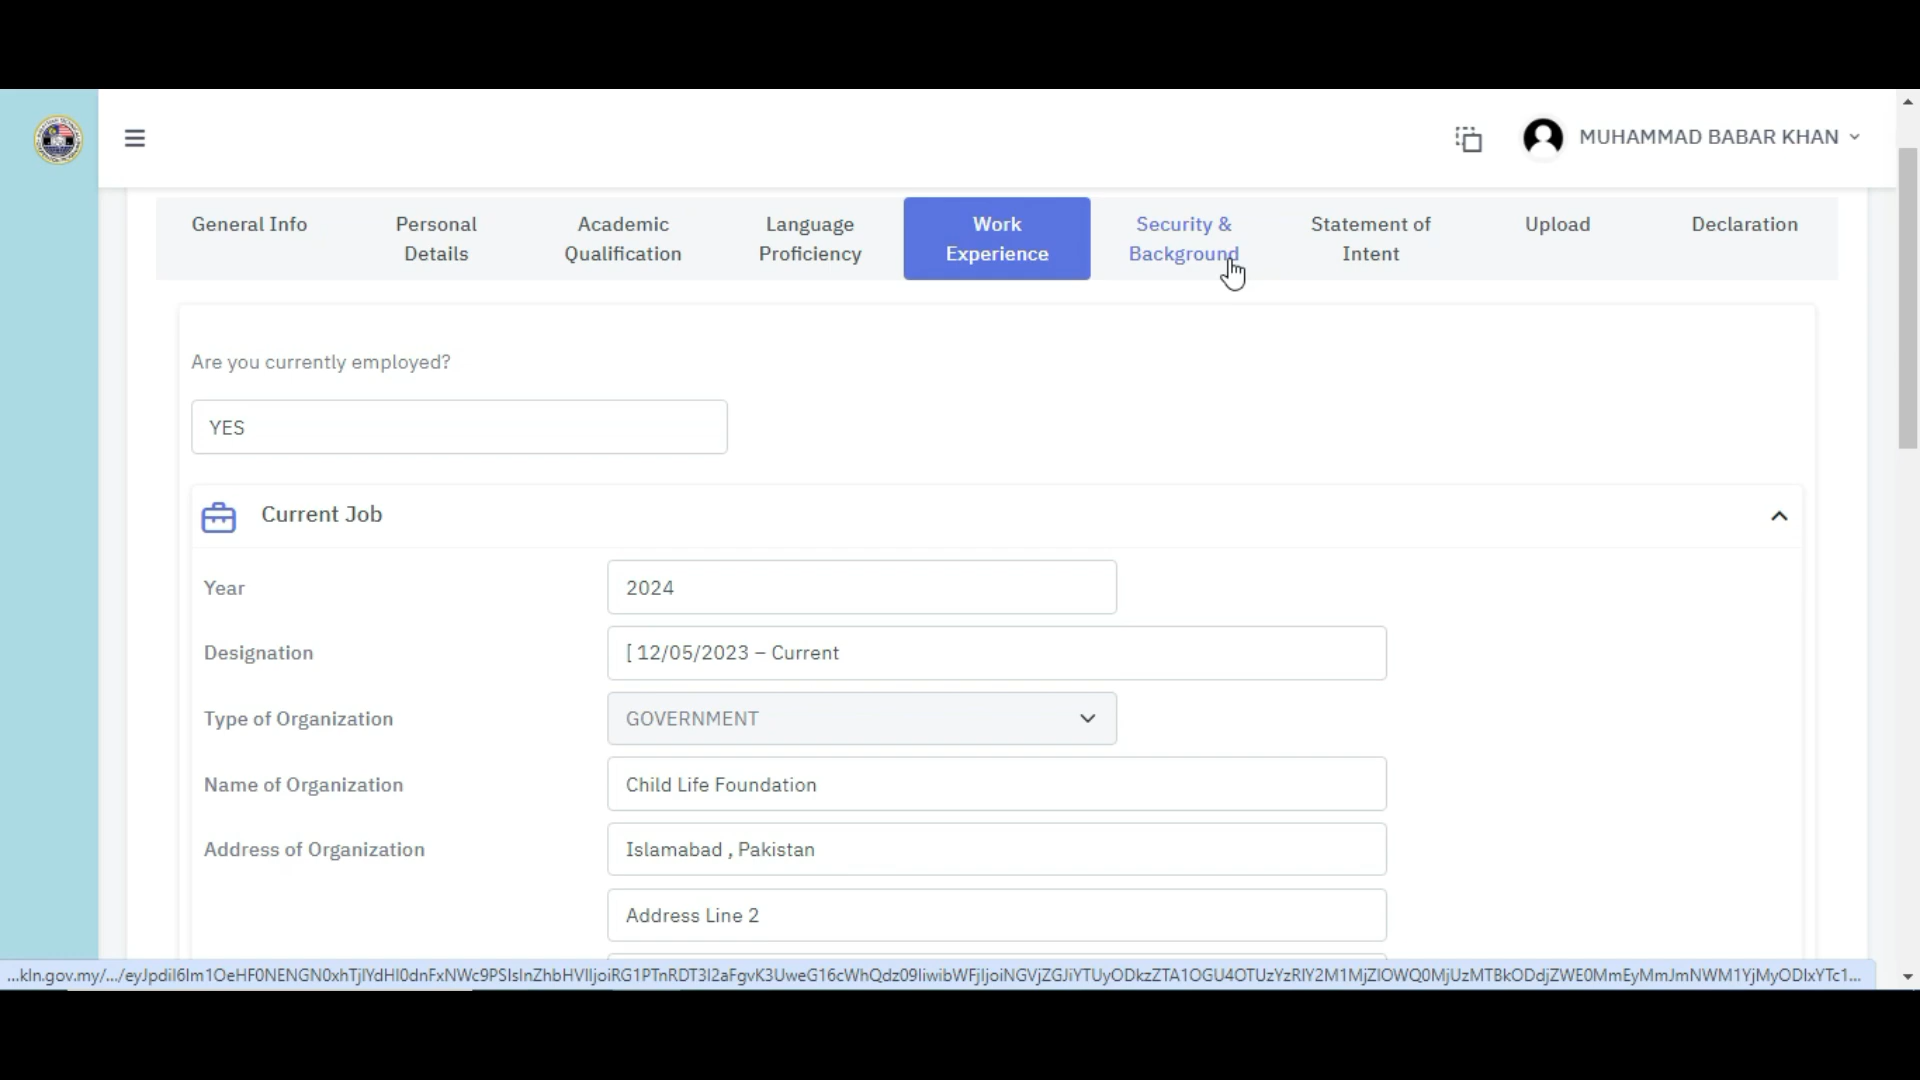 MUHAMMAD BABAR KHAN
General Info
Personal
Details
Academic
Qualification
Language
Proficiency
Work
Experience
Security &
Background
Statement of
Intent
Upload
Declaration
Are you currently employed?
YES
Current Job
Year
2024
Designation
[ 12/05/2023 – Current
Type of Organization
GOVERNMENT
Name of Organization
Child Life Foundation
Address of Organization
Islamabad , Pakistan
Address Line 2